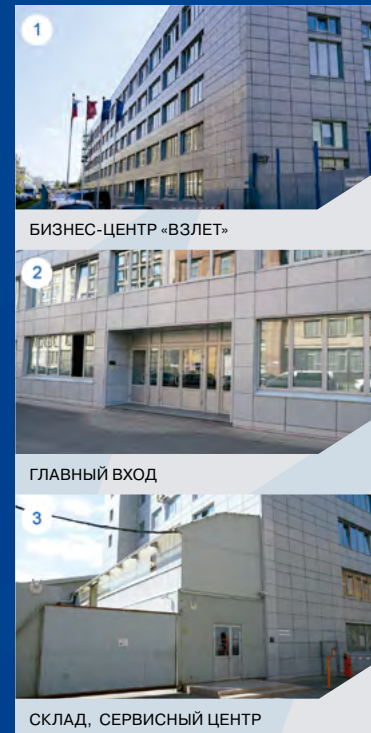 1
БИЗНЕС-ЦЕНТР «ВЗЛЕТ»
2
ГЛАВНЫЙ ВХОД
3
СКЛАД, СЕРВИСНЫЙ ЦЕНТР